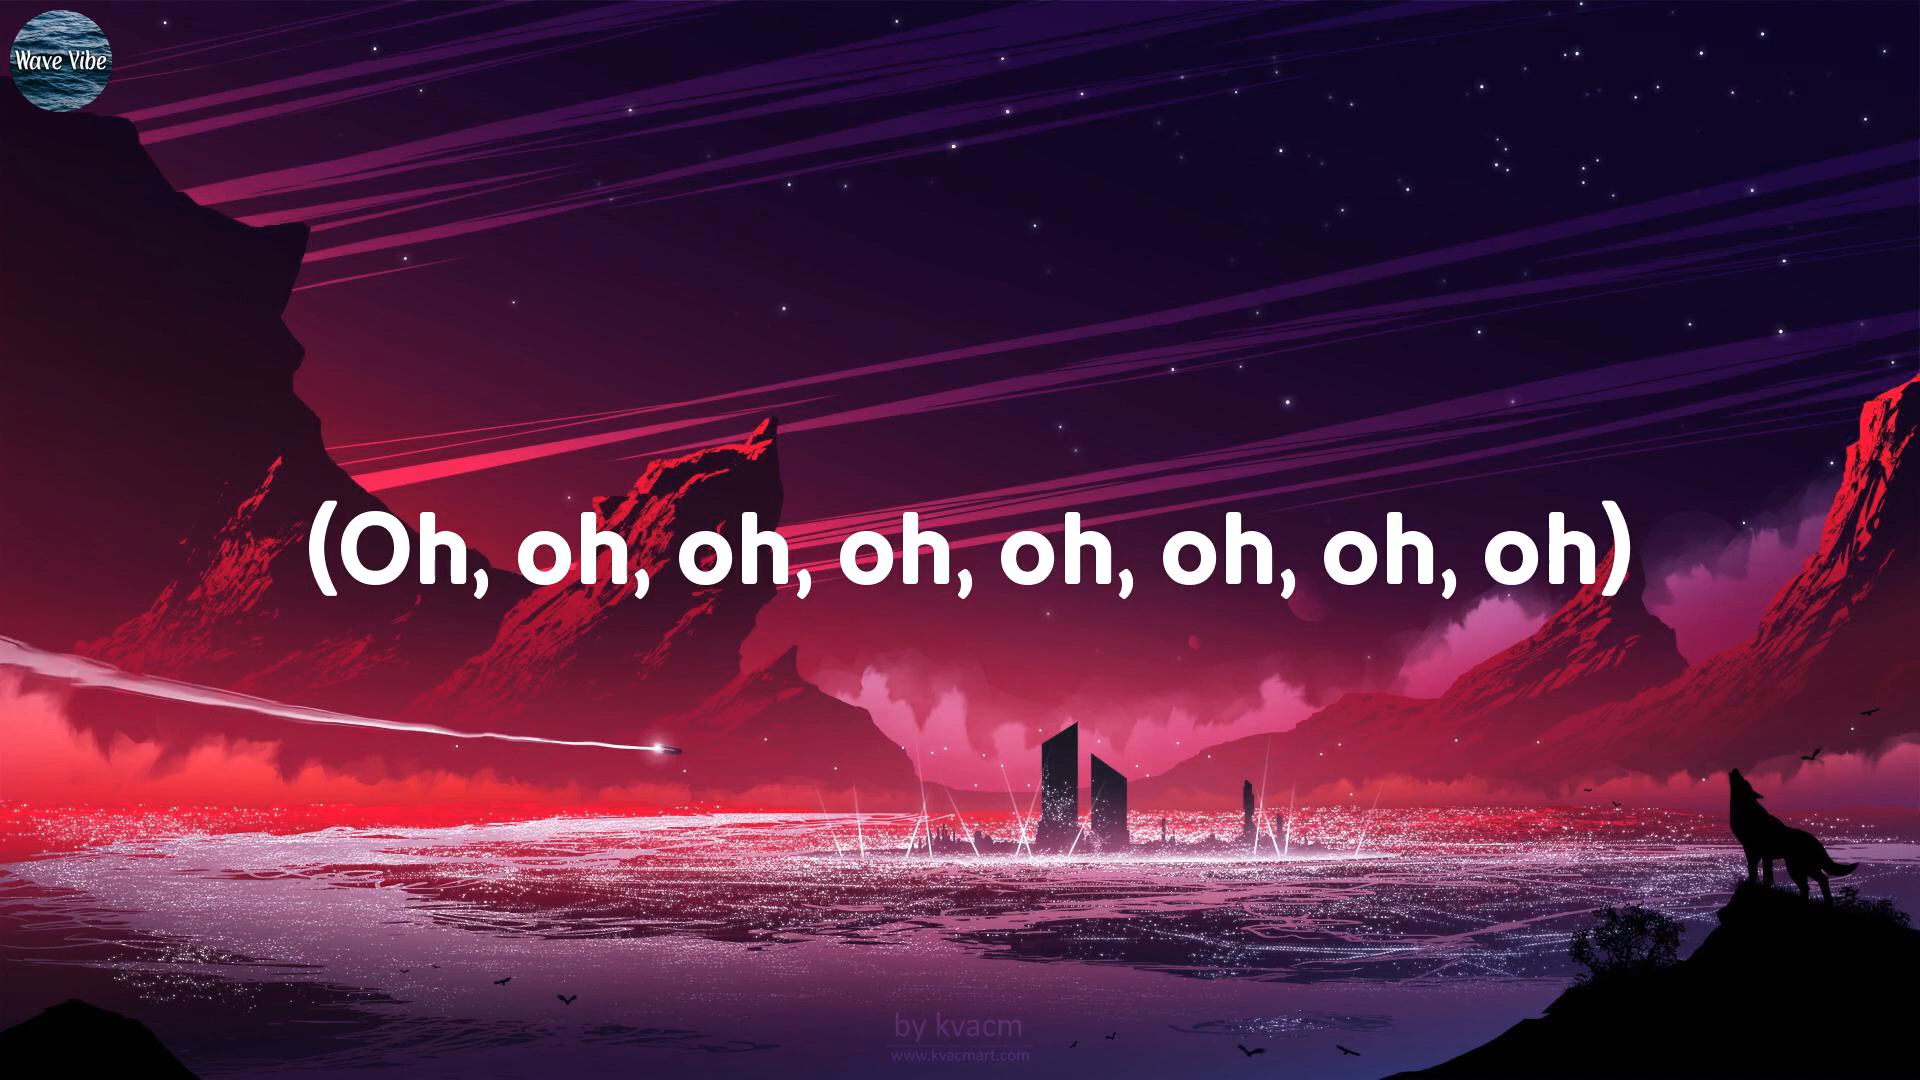 Wave Vibe
(Oh, oh, oh, oh, oh, oh, oh, oh)
by kvacm
www.kvacmart.com